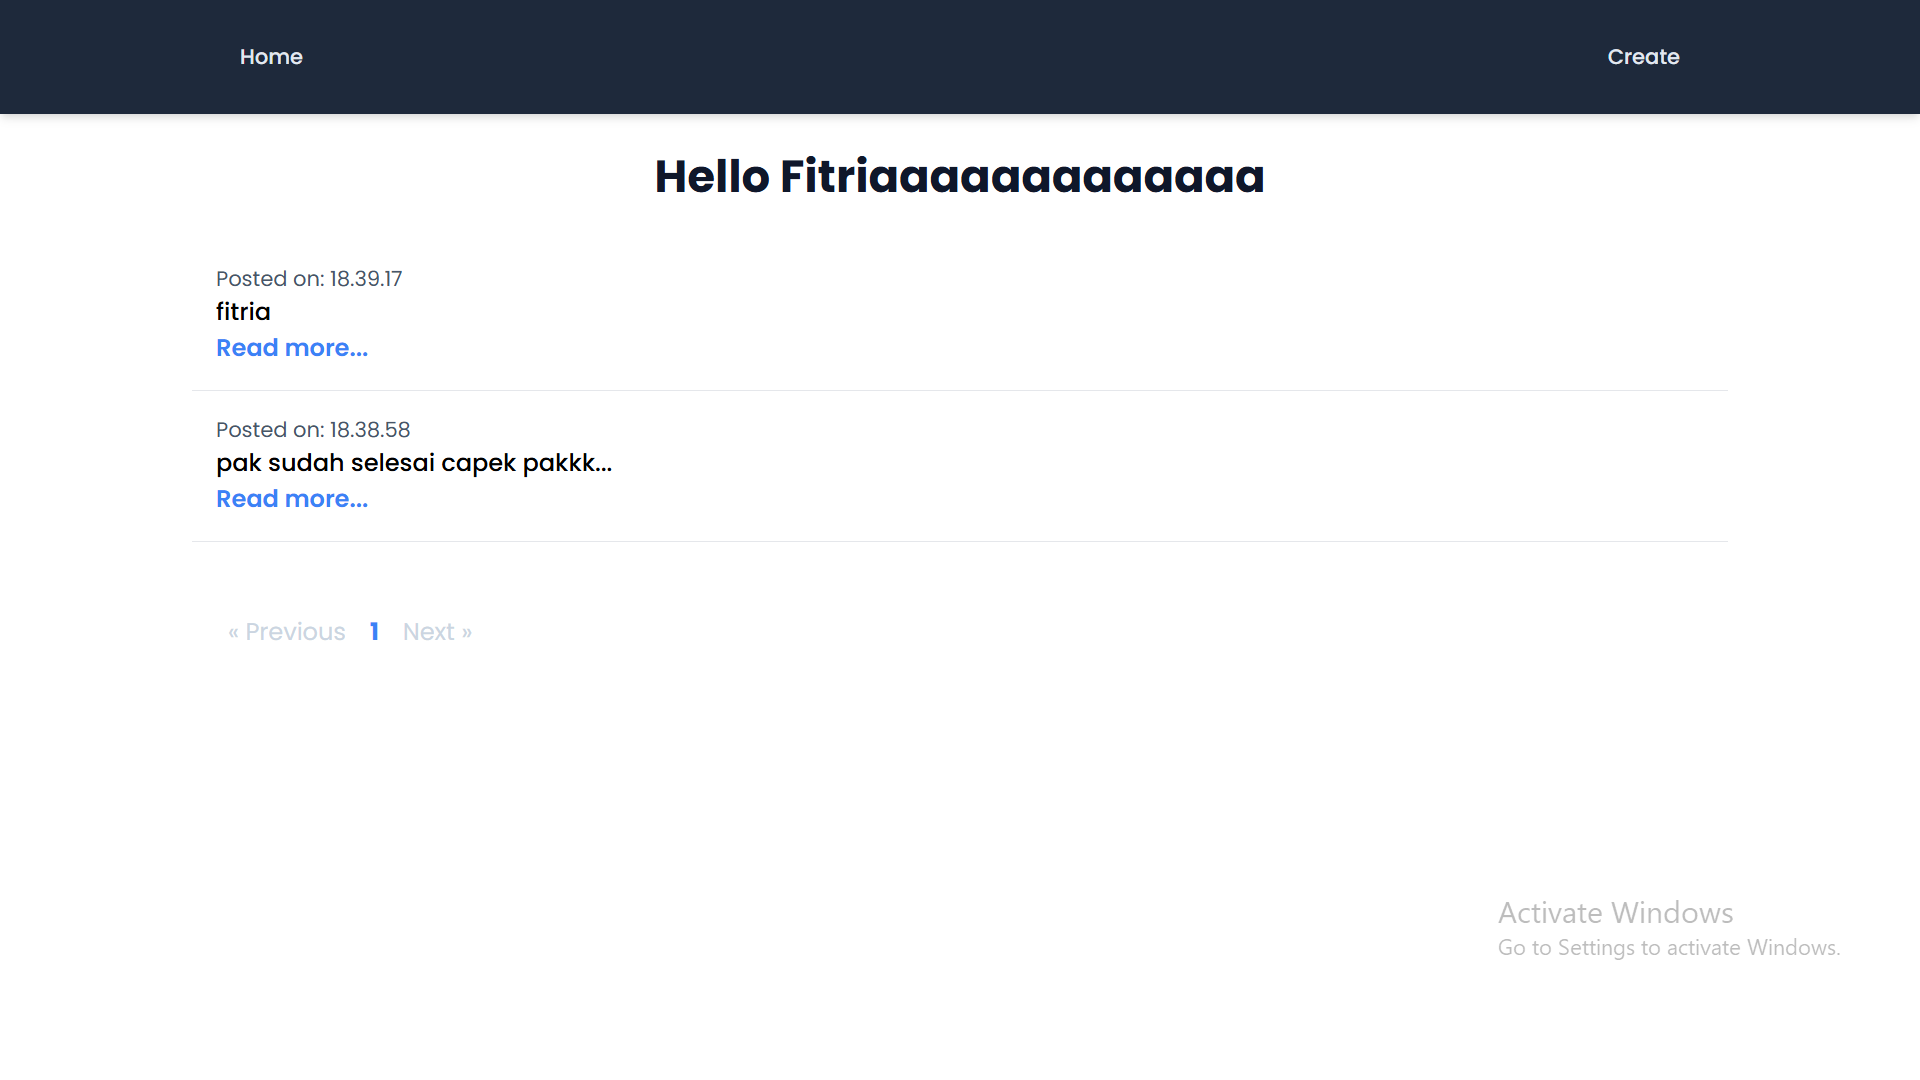 Home
Create
Hello Fitriaaaaaaaaaaaaa
Posted on: 18.39.17
fitria
Read more...
Posted on: 18.38.58
pak sudah selesai capek pakkk...
Read more...
« Previous 1 Next »
Activate Windows
Go to Settings to activate Windows.